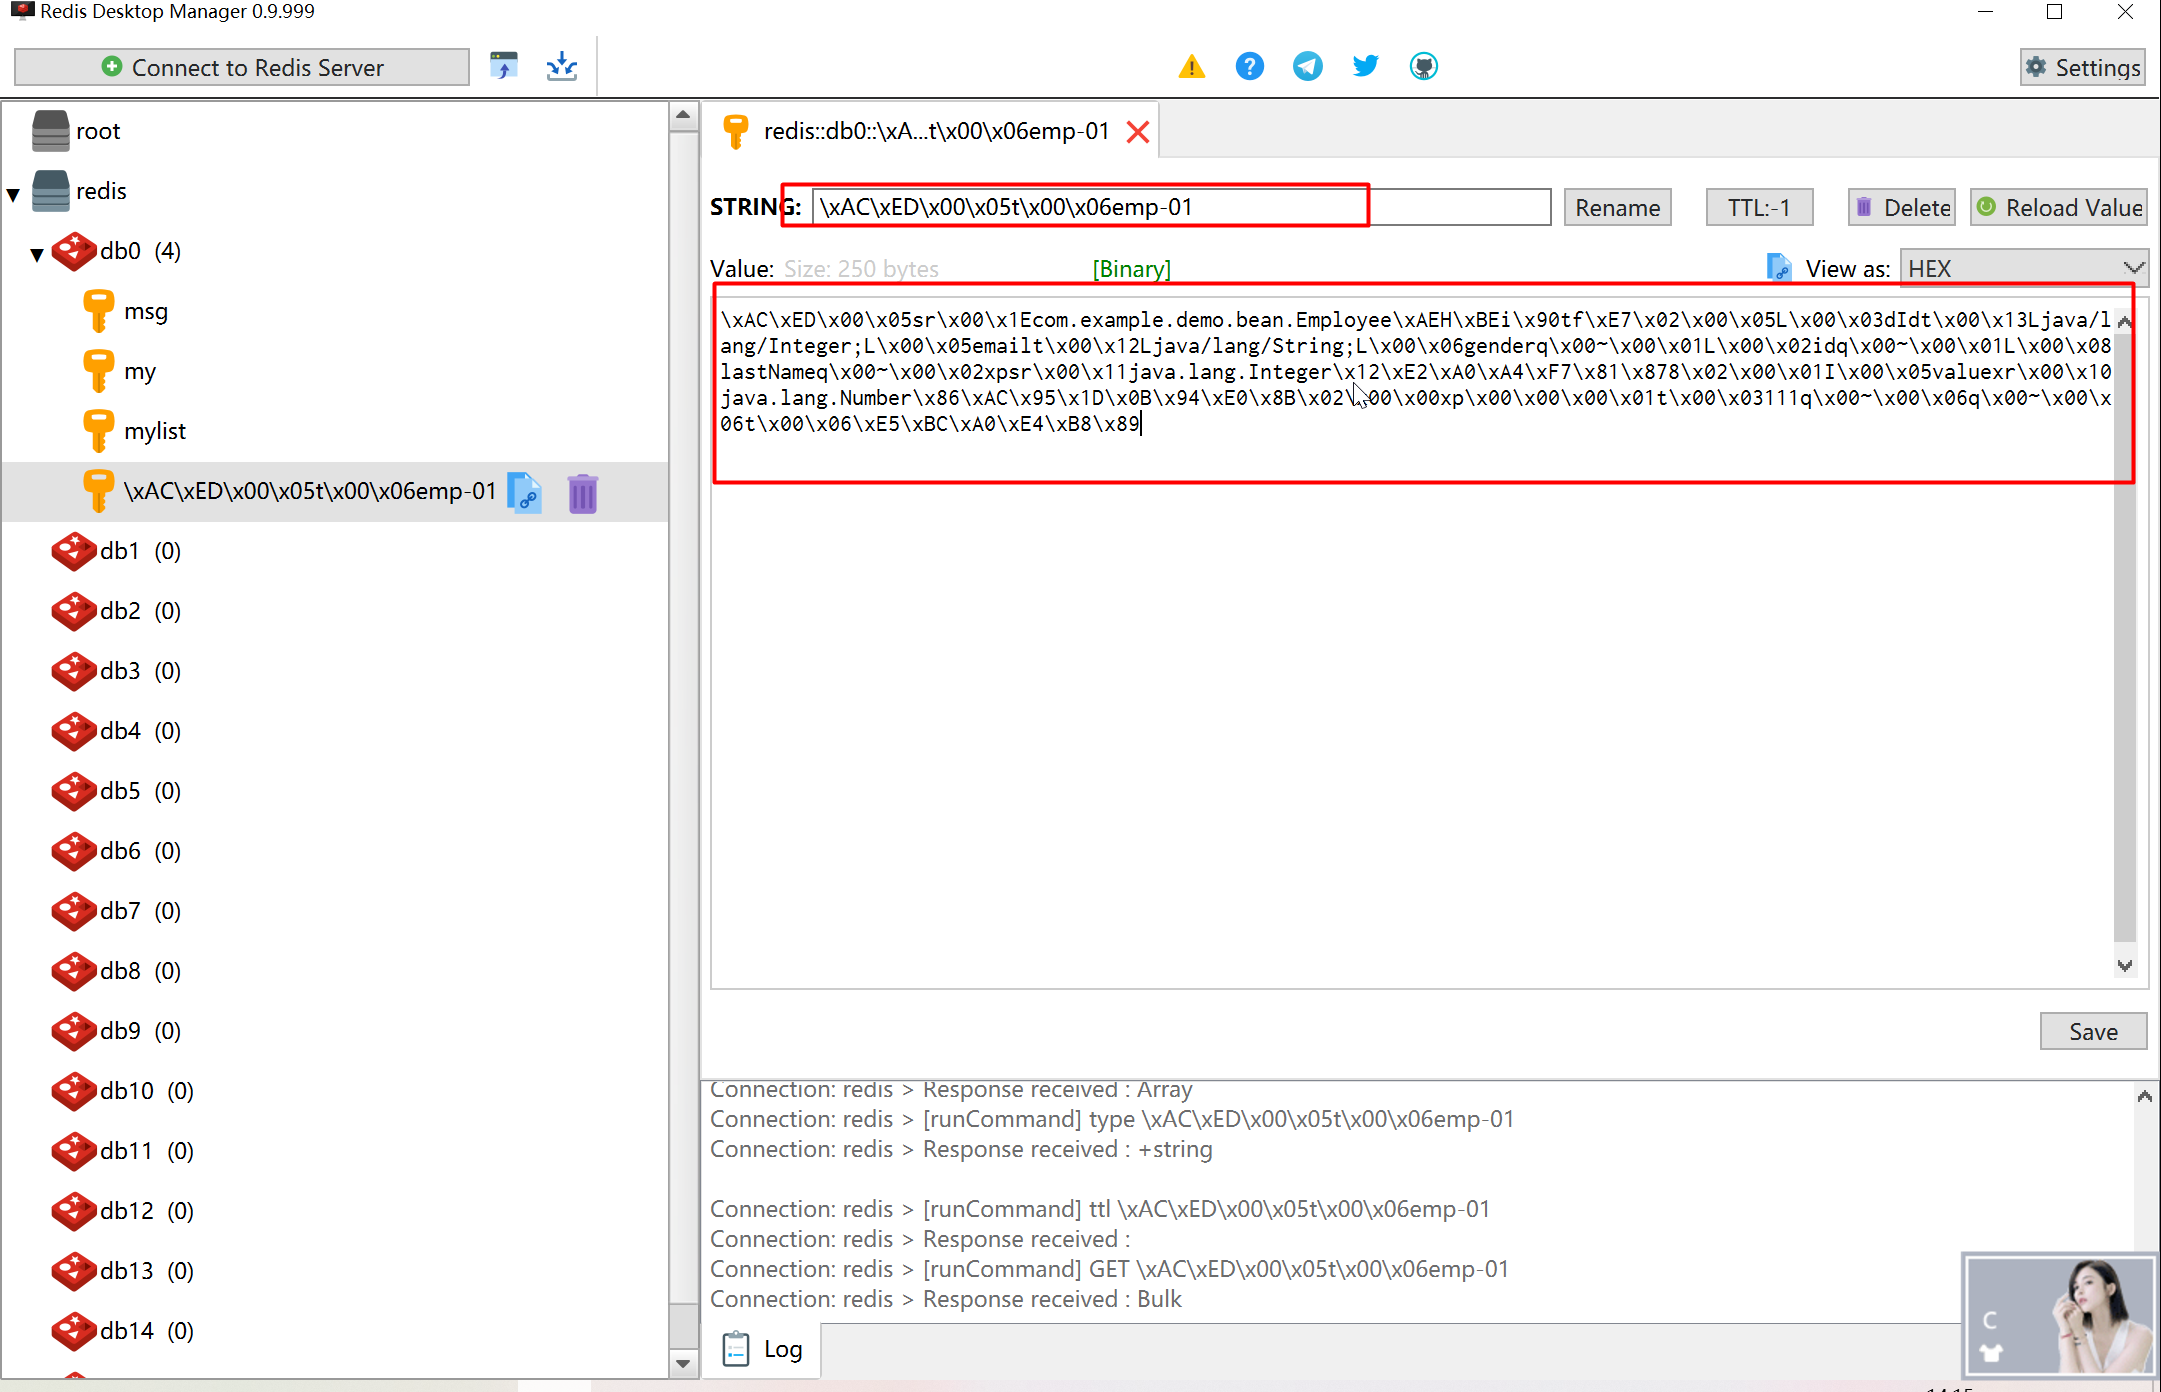 Redis Desktop Manager 0.9.999
Connect to Redis Server
Settings
root
redis
db0 (4)
msg
my
mylist
\xAC\xED\x00\x05t\x00\x06emp-01
db1 (0)
db2 (0)
db3 (0)
db4 (0)
db5 (0)
db6 (0)
db7 (0)
db8 (0)
db9 (0)
db10 (0)
db11 (0)
db12 (0)
db13 (0)
db14 (0)
redis::db0::\xA...t\x00\x06emp-01
STRING: \xAC\xED\x00\x05t\x00\x06emp-01 Rename TTL:-1 Delete Reload Value
Value: Size: 250 bytes [Binary] View as: HEX
\xAC\xED\x00\x05sr\x00\x1Ecom.example.demo.bean.Employee\xAEH\xBEi\x90tf\xE7\x02\x00\x05L\x00\x03dIdt\x00\x13Ljava/l
ang/Integer;L\x00\x05emailt\x00\x12Ljava/lang/String;L\x00\x06genderq\x00~\x00\x01L\x00\x02idq\x00~\x00\x01L\x00\x08
lastNameq\x00~\x00\x02xpsr\x00\x11java.lang.Integer\x12\xE2\xA0\xA4\xF7\x81\x878\x02\x00\x01I\x00\x05valuexr\x00\x10
java.lang.Number\x86\xAC\x95\x1D\x0B\x94\xE0\x8B\x02\x00\x00xp\x00\x00\x00\x01t\x00\x03111q\x00~\x00\x06q\x00~\x00\x
06t\x00\x06\xE5\xBC\xA0\xE4\xB8\x89
Save
Connection: redis > Response received : Array
Connection: redis > [runCommand] type \xAC\xED\x00\x05t\x00\x06emp-01
Connection: redis > Response received : +string
Connection: redis > [runCommand] ttl \xAC\xED\x00\x05t\x00\x06emp-01
Connection: redis > Response received :
Connection: redis > [runCommand] GET \xAC\xED\x00\x05t\x00\x06emp-01
Connection: redis > Response received : Bulk
Log
C